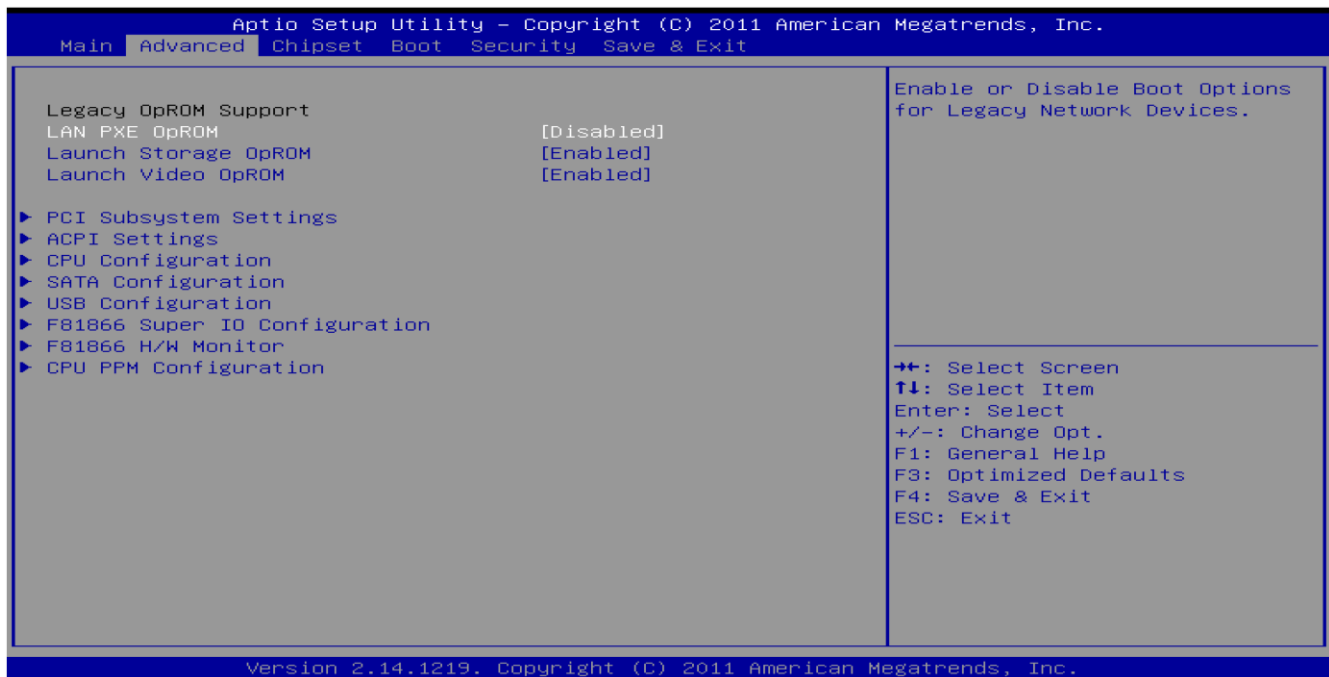 Aptio Setup Utility – Copyright (C) 2011 American Megatrends, Inc.
Main Advanced Chipset Boot Security Save & Exit
Legacy OpROM Support
LAN PXE OpROM [Disabled]
Launch Storage OpROM [Enabled]
Launch Video OpROM [Enabled]
► PCI Subsystem Settings
► ACPI Settings
► CPU Configuration
► SATA Configuration
► USB Configuration
► F81866 Super IO Configuration
► F81866 H/W Monitor
► CPU PPM Configuration
Enable or Disable Boot Options
for Legacy Network Devices.
→←: Select Screen
↑↓: Select Item
Enter: Select
+/-: Change Opt.
F1: General Help
F3: Optimized Defaults
F4: Save & Exit
ESC: Exit
Version 2.14.1219. Copyright (C) 2011 American Megatrends, Inc.